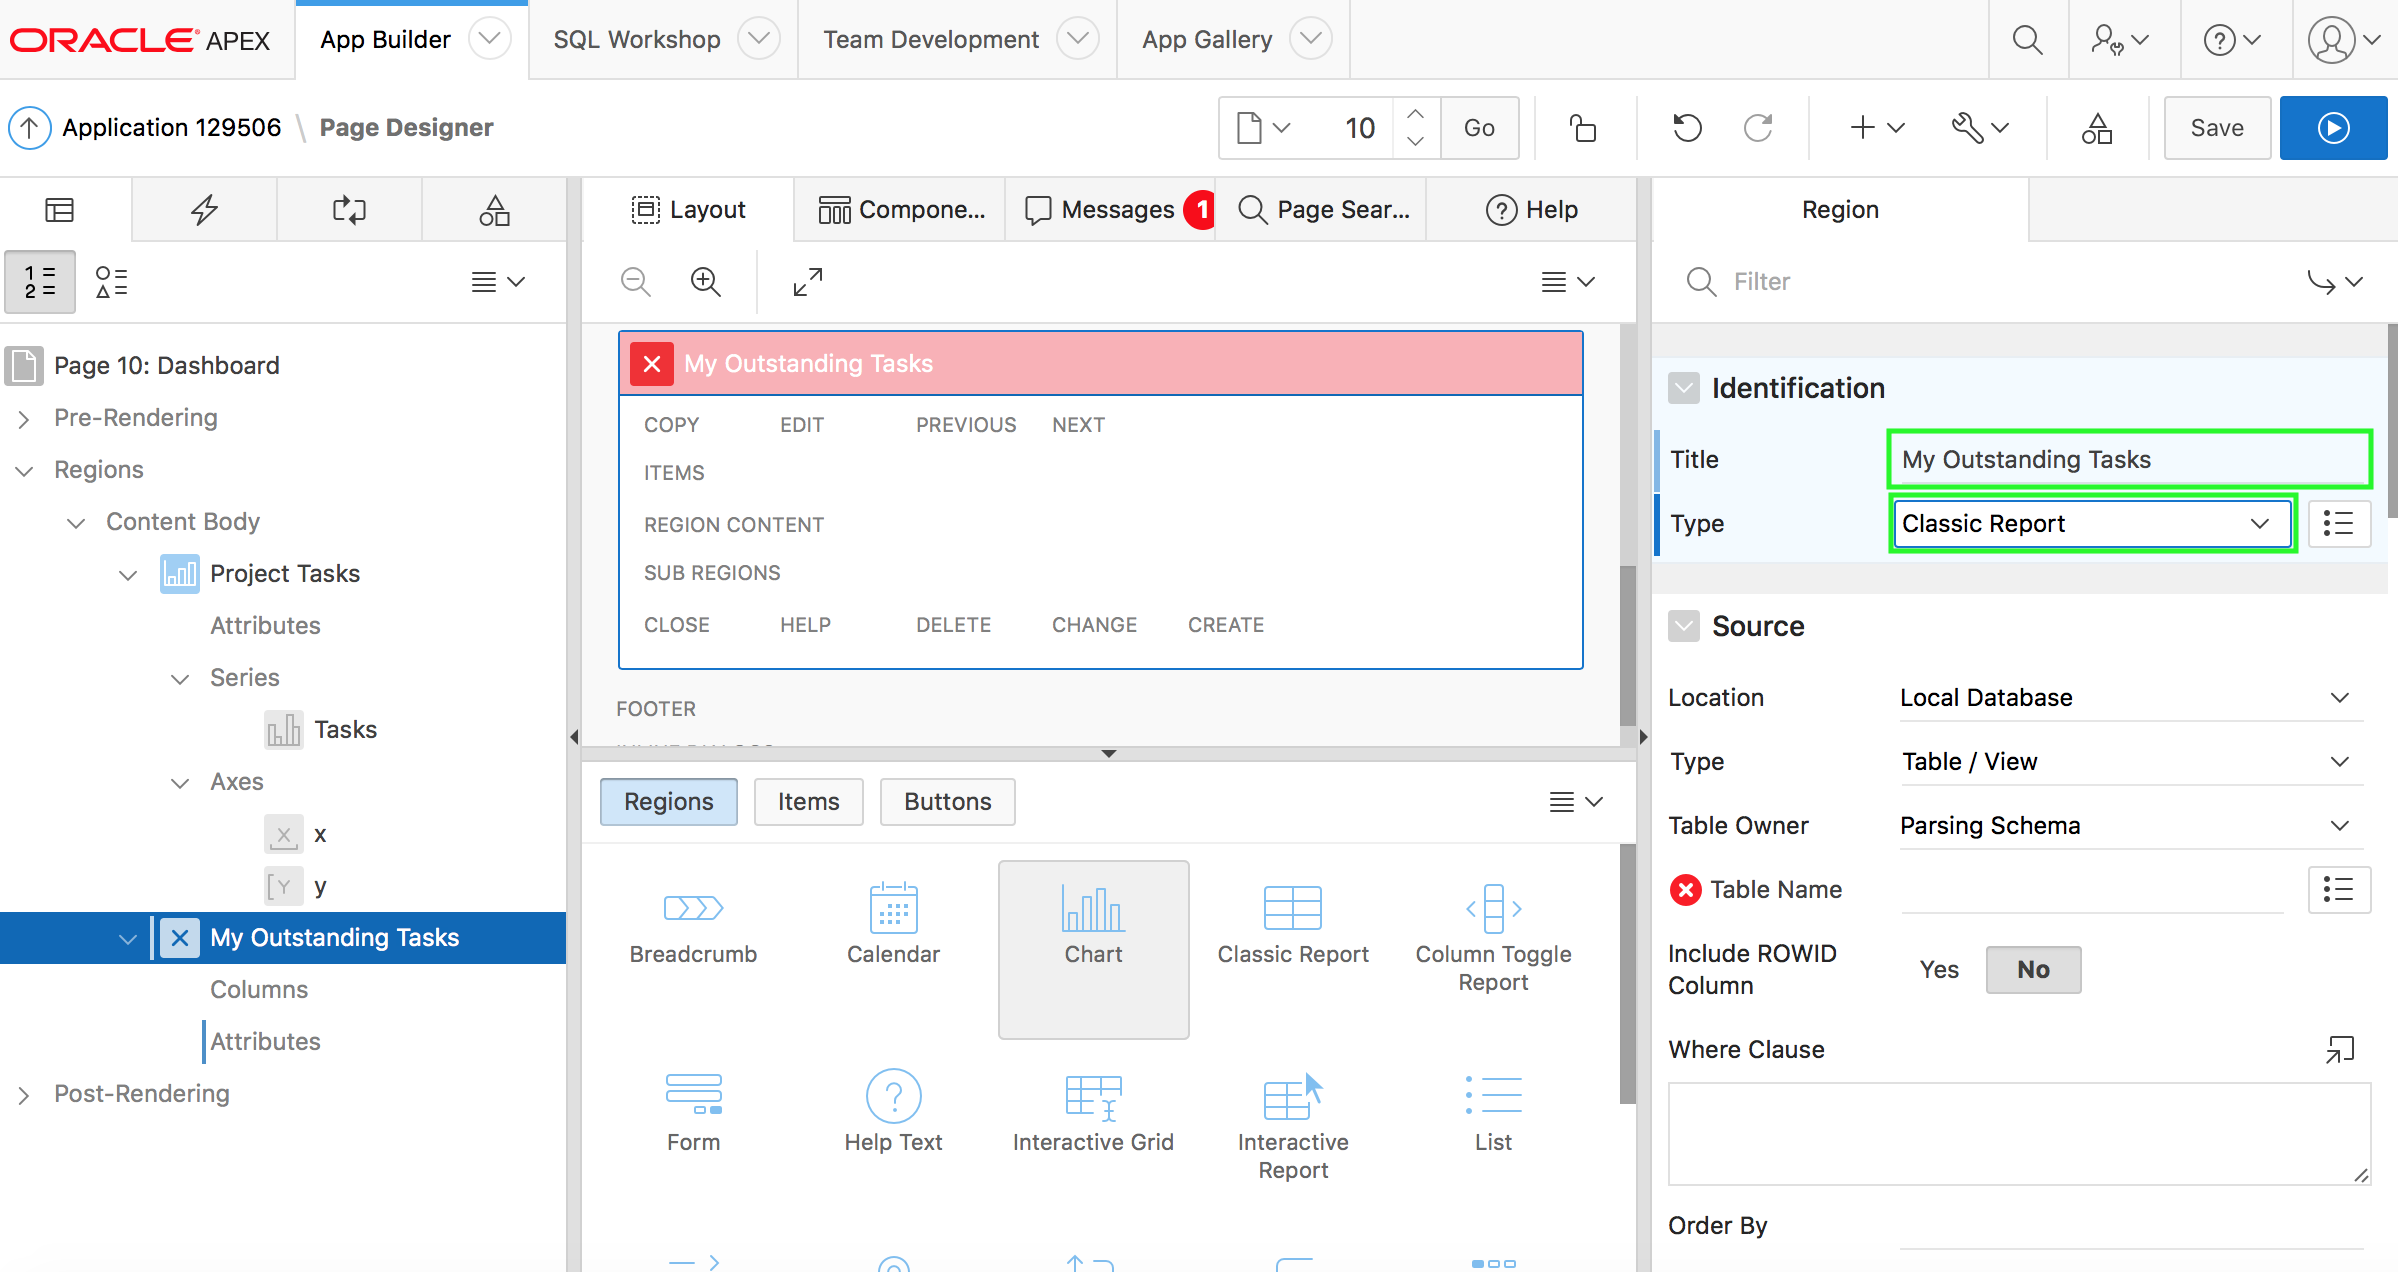 ORACLE APEX
App Builder
SQL Workshop
Team Development
App Gallery
Application 129506 \ Page Designer
10
Go
Save
Layout
Compone...
Messages 1
Page Sear...
Help
Region
1
2
Filter
Page 10: Dashboard
Pre-Rendering
Regions
Content Body
Project Tasks
Attributes
Series
Tasks
Axes
X x
Y y
My Outstanding Tasks
Columns
Attributes
Post-Rendering
My Outstanding Tasks
COPY EDIT PREVIOUS NEXT
ITEMS
REGION CONTENT
SUB REGIONS
CLOSE HELP DELETE CHANGE CREATE
FOOTER
Regions Items Buttons
Breadcrumb
Calendar
Chart
Classic Report
Column Toggle
Report
Form
Help Text
Interactive Grid
Interactive
Report
List
Identification
Title My Outstanding Tasks
Type Classic Report
Source
Location Local Database
Type Table / View
Table Owner Parsing Schema
Table Name
Include ROWID
Column
Yes No
Where Clause
Order By